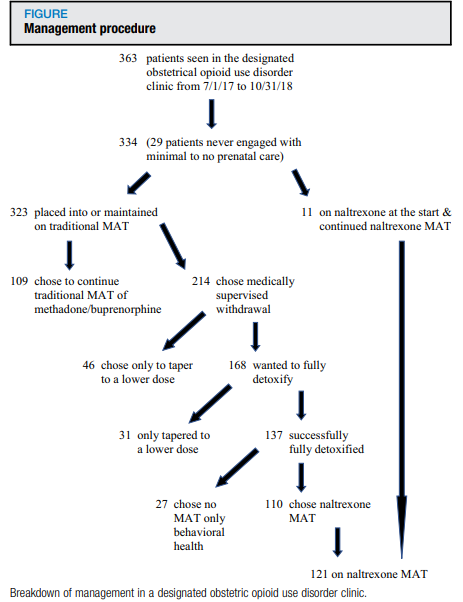 FIGURE
Management procedure
363 patients seen in the designated
obstetrical opioid use disorder
clinic from 7/1/17 to 10/31/18
334 (29 patients never engaged with
minimal to no prenatal care)
323 placed into or maintained
on traditional MAT
11 on naltrexone at the start &
continued naltrexone MAT
109 chose to continue
traditional MAT of
methadone/buprenorphine
214 chose medically
supervised
withdrawal
46 chose only to taper
to a lower dose
168 wanted to fully
detoxify
31 only tapered to
a lower dose
137 successfully
fully detoxified
27 chose no
MAT only
behavioral
health
110 chose naltrexone
MAT
121 on naltrexone MAT
Breakdown of management in a designated obstetric opioid use disorder clinic.